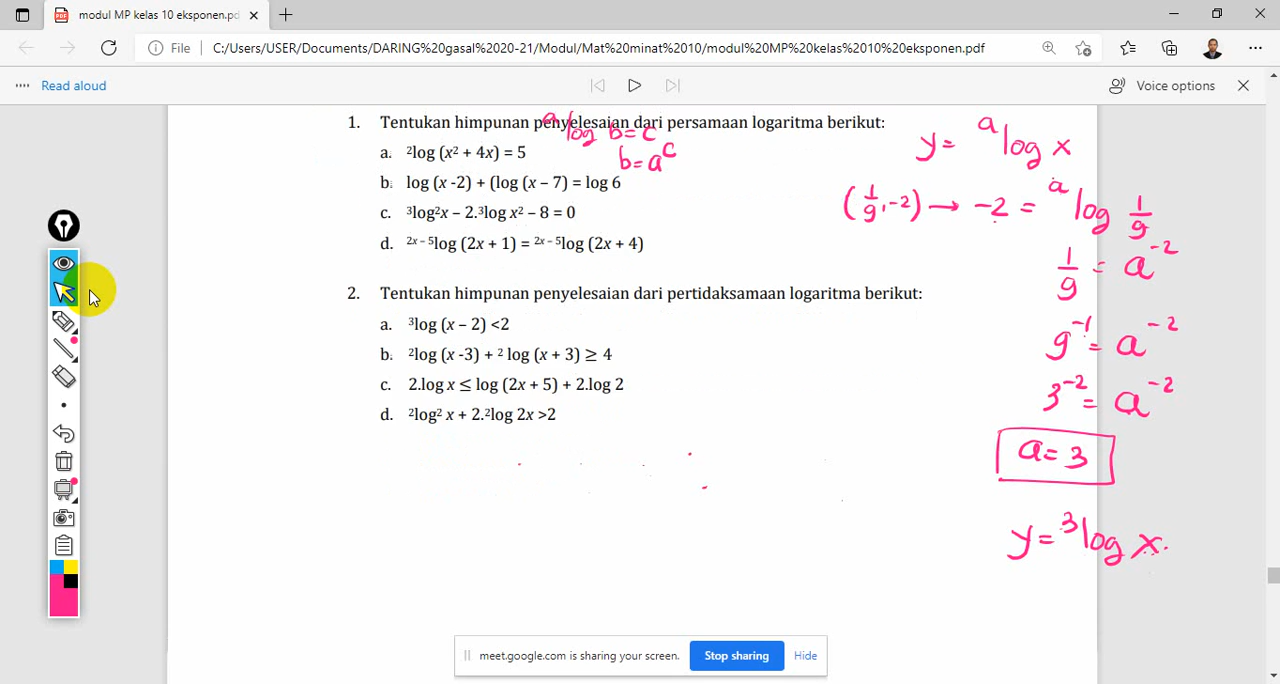 modul MP kelas 10 eksponen.pd
File
C:/Users/USER/Documents/DARING%20gasal%2020-21/Modul/Mat%20minat%2010/modul%20MP%20kelas%2010%20eksponen.pdf
Read aloud
Voice options
1. Tentukan himpunan penyelesaian dari persamaan logaritma berikut:
a. ²log (x² + 4x) = 5
b. log (x -2) + (log (x – 7) = log 6
c. ³log²x – 2.³log x² – 8 = 0
d. ²ˣ ⁻ ⁵log (2x + 1) = ²ˣ ⁻ ⁵log (2x + 4)
2. Tentukan himpunan penyelesaian dari pertidaksamaan logaritma berikut:
a. ³log (x – 2) <2
b. ²log (x -3) + ² log (x + 3) ≥ 4
c. 2.log x ≤ log (2x + 5) + 2.log 2
d. ²log² x + 2.²log 2x >2
ᵃlog b = c
b = aᶜ
y = ᵃlog x
(1/9, -2) → -2 = ᵃlog 1/9
1/9 = a⁻²
9⁻¹ = a⁻²
3⁻² = a⁻²
a = 3
y = ³log x.
meet.google.com is sharing your screen.
Stop sharing
Hide